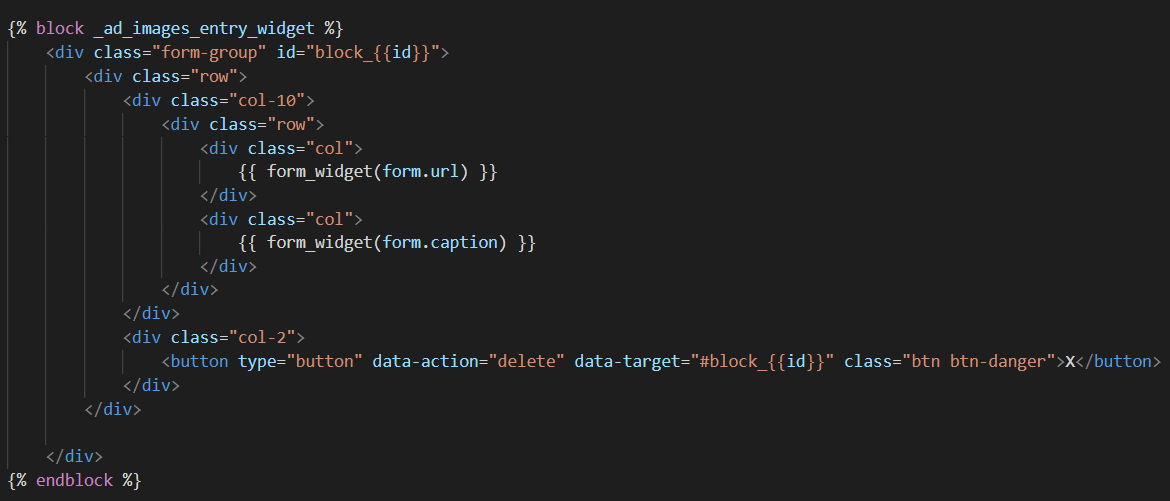 {% block _ad_images_entry_widget %}
    <div class="form-group" id="block_{{id}}">
        <div class="row">
            <div class="col-10">
                <div class="row">
                    <div class="col">
                        {{ form_widget(form.url) }}
                    </div>
                    <div class="col">
                        {{ form_widget(form.caption) }}
                    </div>
                </div>
            </div>
            <div class="col-2">
                <button type="button" data-action="delete" data-target="#block_{{id}}" class="btn btn-danger">X</button>
            </div>
        </div>

    </div>
{% endblock %}